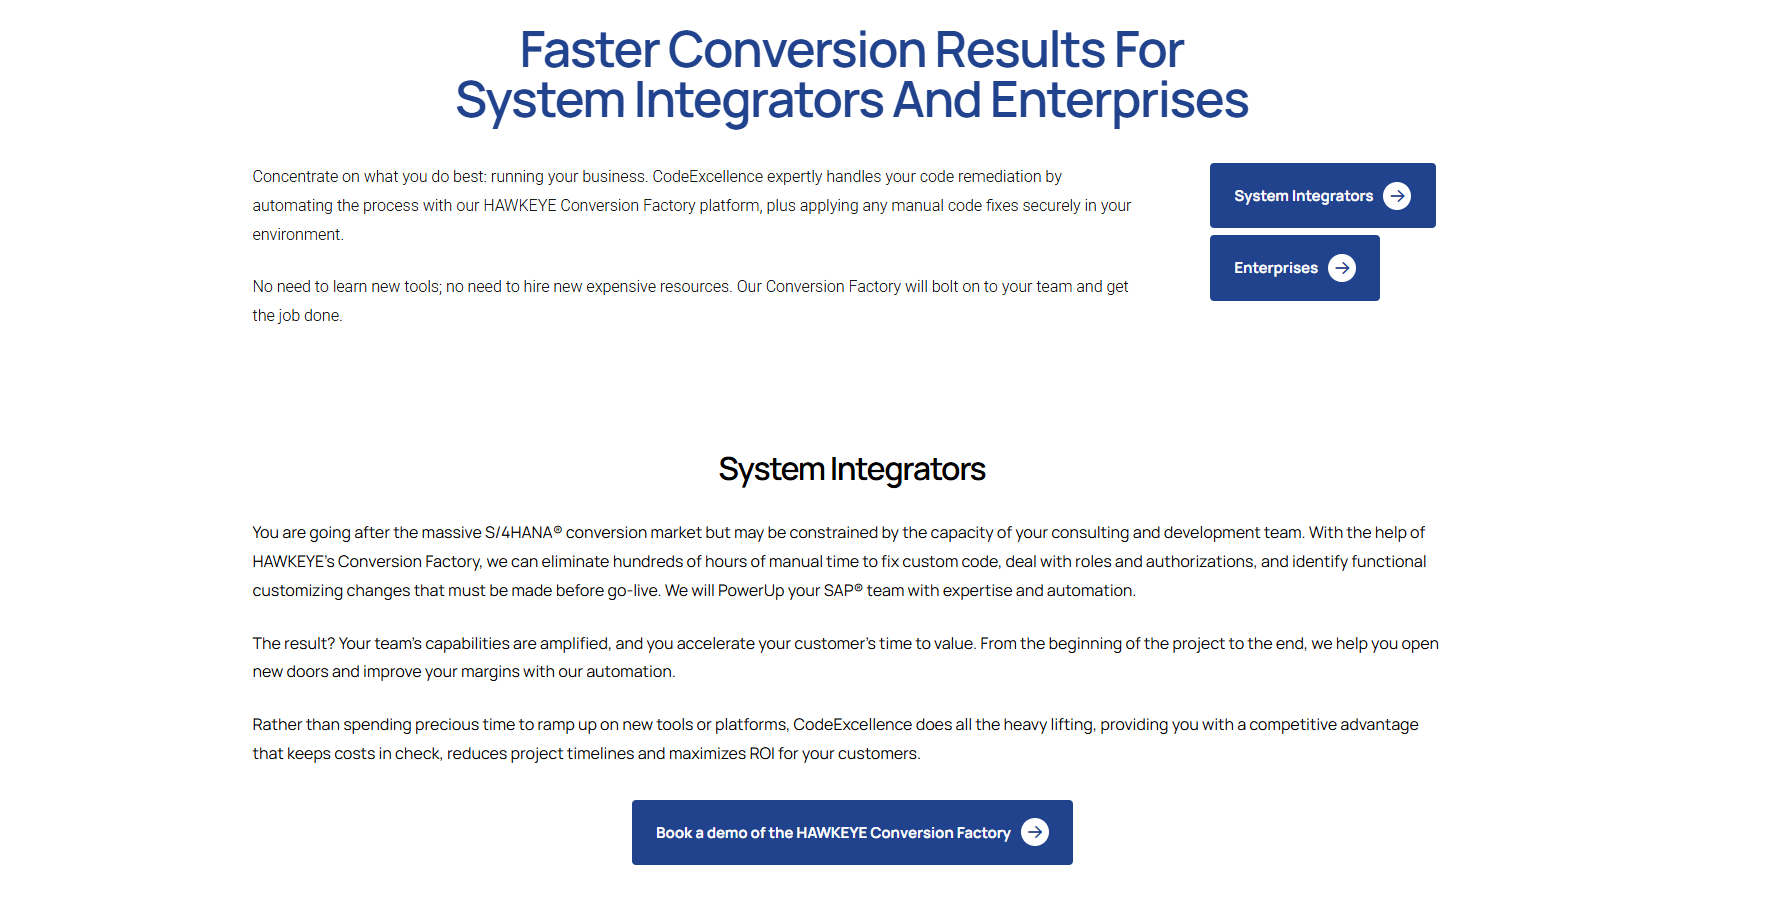 Faster Conversion Results For
System Integrators And Enterprises
Concentrate on what you do best: running your business. CodeExcellence expertly handles your code remediation by
automating the process with our HAWKEYE Conversion Factory platform, plus applying any manual code fixes securely in your
environment.
No need to learn new tools; no need to hire new expensive resources. Our Conversion Factory will bolt on to your team and get
the job done.
System Integrators
Enterprises
System Integrators
You are going after the massive S/4HANA® conversion market but may be constrained by the capacity of your consulting and development team. With the help of
HAWKEYE’s Conversion Factory, we can eliminate hundreds of hours of manual time to fix custom code, deal with roles and authorizations, and identify functional
customizing changes that must be made before go-live. We will PowerUp your SAP® team with expertise and automation.
The result? Your team’s capabilities are amplified, and you accelerate your customer’s time to value. From the beginning of the project to the end, we help you open
new doors and improve your margins with our automation.
Rather than spending precious time to ramp up on new tools or platforms, CodeExcellence does all the heavy lifting, providing you with a competitive advantage
that keeps costs in check, reduces project timelines and maximizes ROI for your customers.
Book a demo of the HAWKEYE Conversion Factory